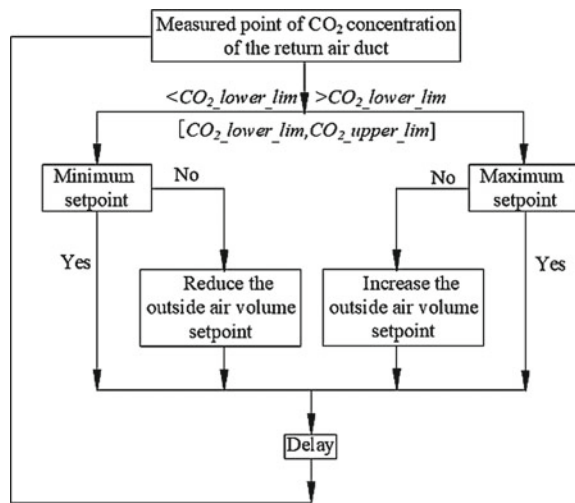 Measured point of CO₂ concentration
of the return air duct
<CO₂_lower_lim >CO₂_lower_lim
[CO₂_lower_lim,CO₂_upper_lim]
Minimum
setpoint
No
No
Maximum
setpoint
Yes
Reduce the
outside air volume
setpoint
Increase the
outside air volume
setpoint
Yes
Delay